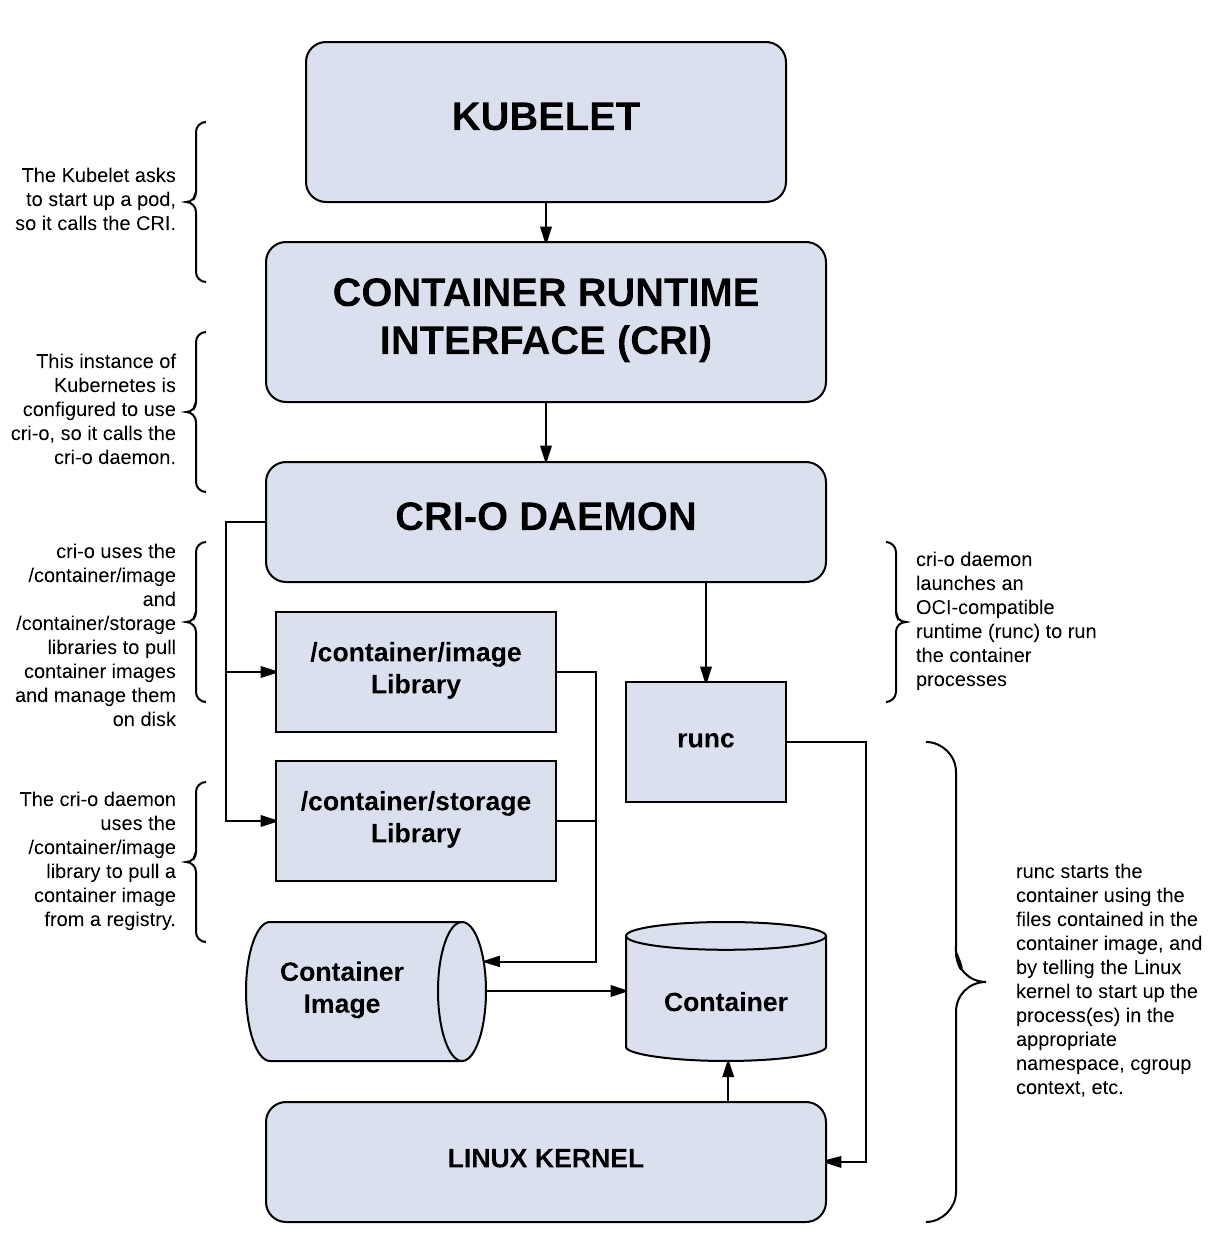 KUBELET
The Kubelet asks
to start up a pod,
so it calls the CRI.
CONTAINER RUNTIME
INTERFACE (CRI)
This instance of
Kubernetes is
configured to use
cri-o, so it calls the
cri-o daemon.
CRI-O DAEMON
cri-o uses the
/container/image
and
/container/storage
libraries to pull
container images
and manage them
on disk
cri-o daemon
launches an
OCI-compatible
runtime (runc) to run
the container
processes
/container/image
Library
runc
/container/storage
Library
The cri-o daemon
uses the
/container/image
library to pull a
container image
from a registry.
runc starts the
container using the
files contained in the
container image, and
by telling the Linux
kernel to start up the
process(es) in the
appropriate
namespace, cgroup
context, etc.
Container
Image
Container
LINUX KERNEL